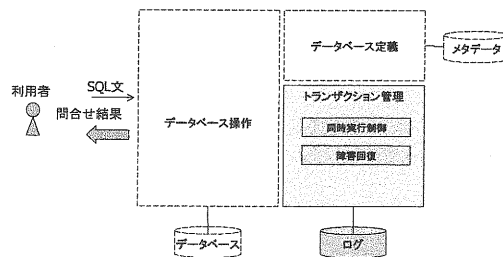 データベース定義
メタデータ
利用者
SQL文
問合せ結果
データベース操作
トランザクション管理
同時実行制御
障害回復
データベース
ログ